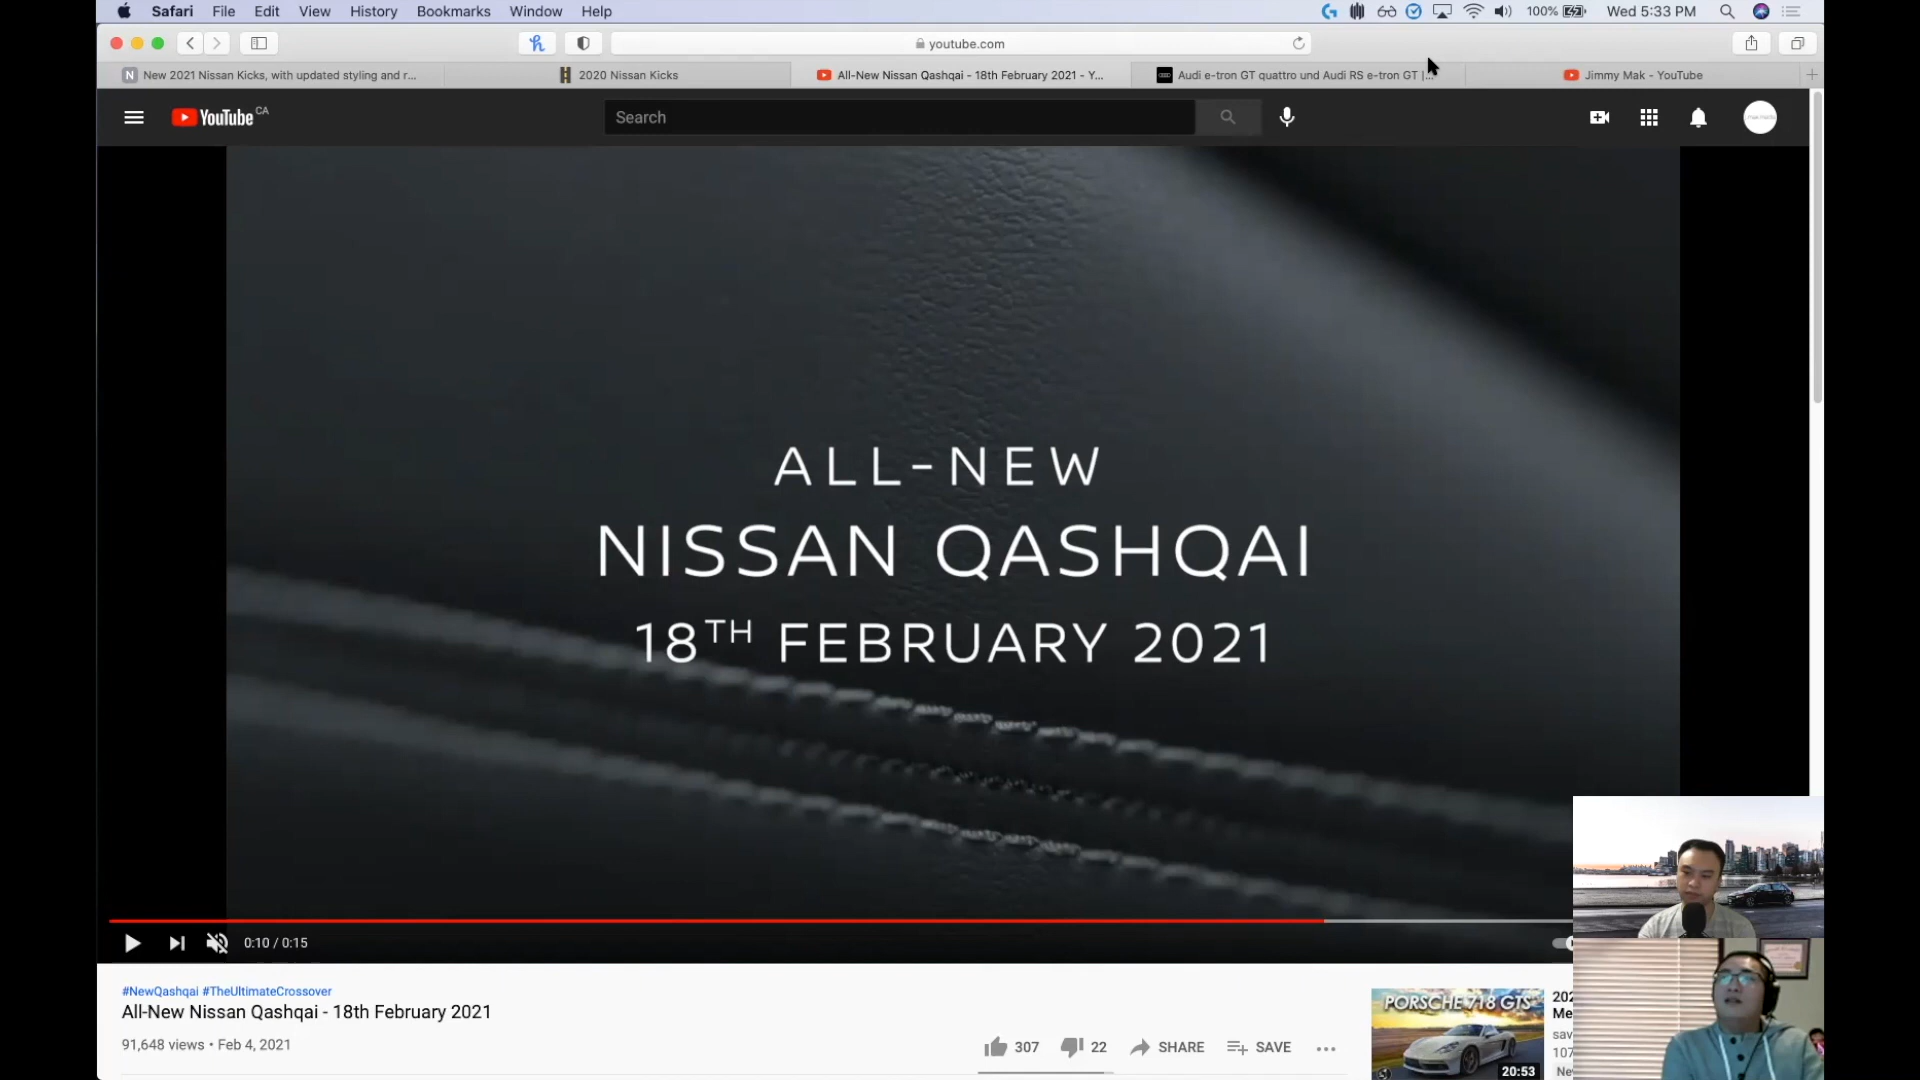 Safari File Edit View History Bookmarks Window Help 100% Wed 5:33 PM
youtube.com
New 2021 Nissan Kicks, with updated styling and r...
2020 Nissan Kicks
All-New Nissan Qashqai - 18th February 2021 - Y...
Audi e-tron GT quattro und Audi RS e-tron GT |...
Jimmy Mak - YouTube
YouTube CA
Search
ALL-NEW
NISSAN QASHQAI
18TH FEBRUARY 2021
0:10 / 0:15
#NewQashqai #TheUltimateCrossover
All-New Nissan Qashqai - 18th February 2021
91,648 views • Feb 4, 2021
307 22 SHARE SAVE
PORSCHE 718 GTS
20:53